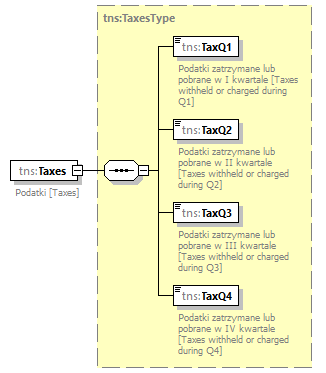 tns:TaxesType
tns:TaxQ1
Podatki zatrzymane lub
pobrane w I kwartale [Taxes
withheld or charged during
Q1]
tns:TaxQ2
Podatki zatrzymane lub
pobrane w II kwartale
[Taxes withheld or charged
during Q2]
tns:Taxes
Podatki [Taxes]
tns:TaxQ3
Podatki zatrzymane lub
pobrane w III kwartale
[Taxes withheld or charged
during Q3]
tns:TaxQ4
Podatki zatrzymane lub
pobrane w IV kwartale
[Taxes withheld or charged
during Q4]